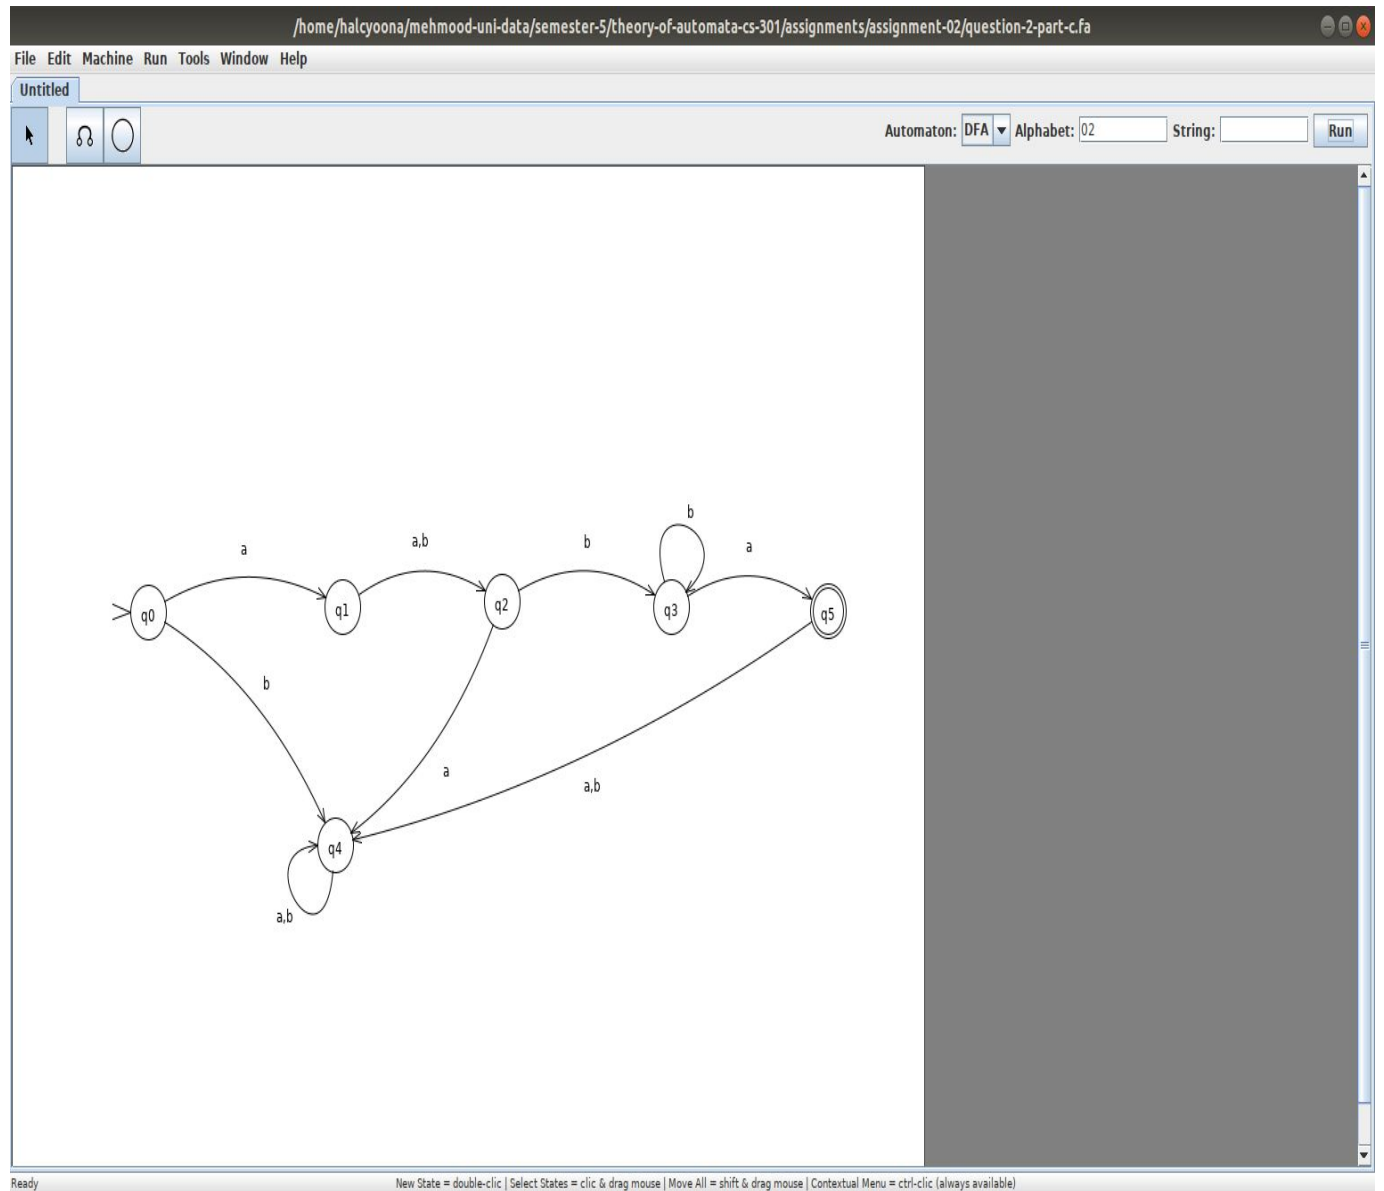 /home/halcyoona/mehmood-uni-data/semester-5/theory-of-automata-cs-301/assignments/assignment-02/question-2-part-c.fa
File Edit Machine Run Tools Window Help
Untitled
Automaton: DFA Alphabet: 02 String: Run
b
a
a,b
b
a
q0
q1
q2
q3
q5
b
a
a,b
q4
a,b
Ready
New State = double-clic | Select States = clic & drag mouse | Move All = shift & drag mouse | Contextual Menu = ctrl-clic (always available)